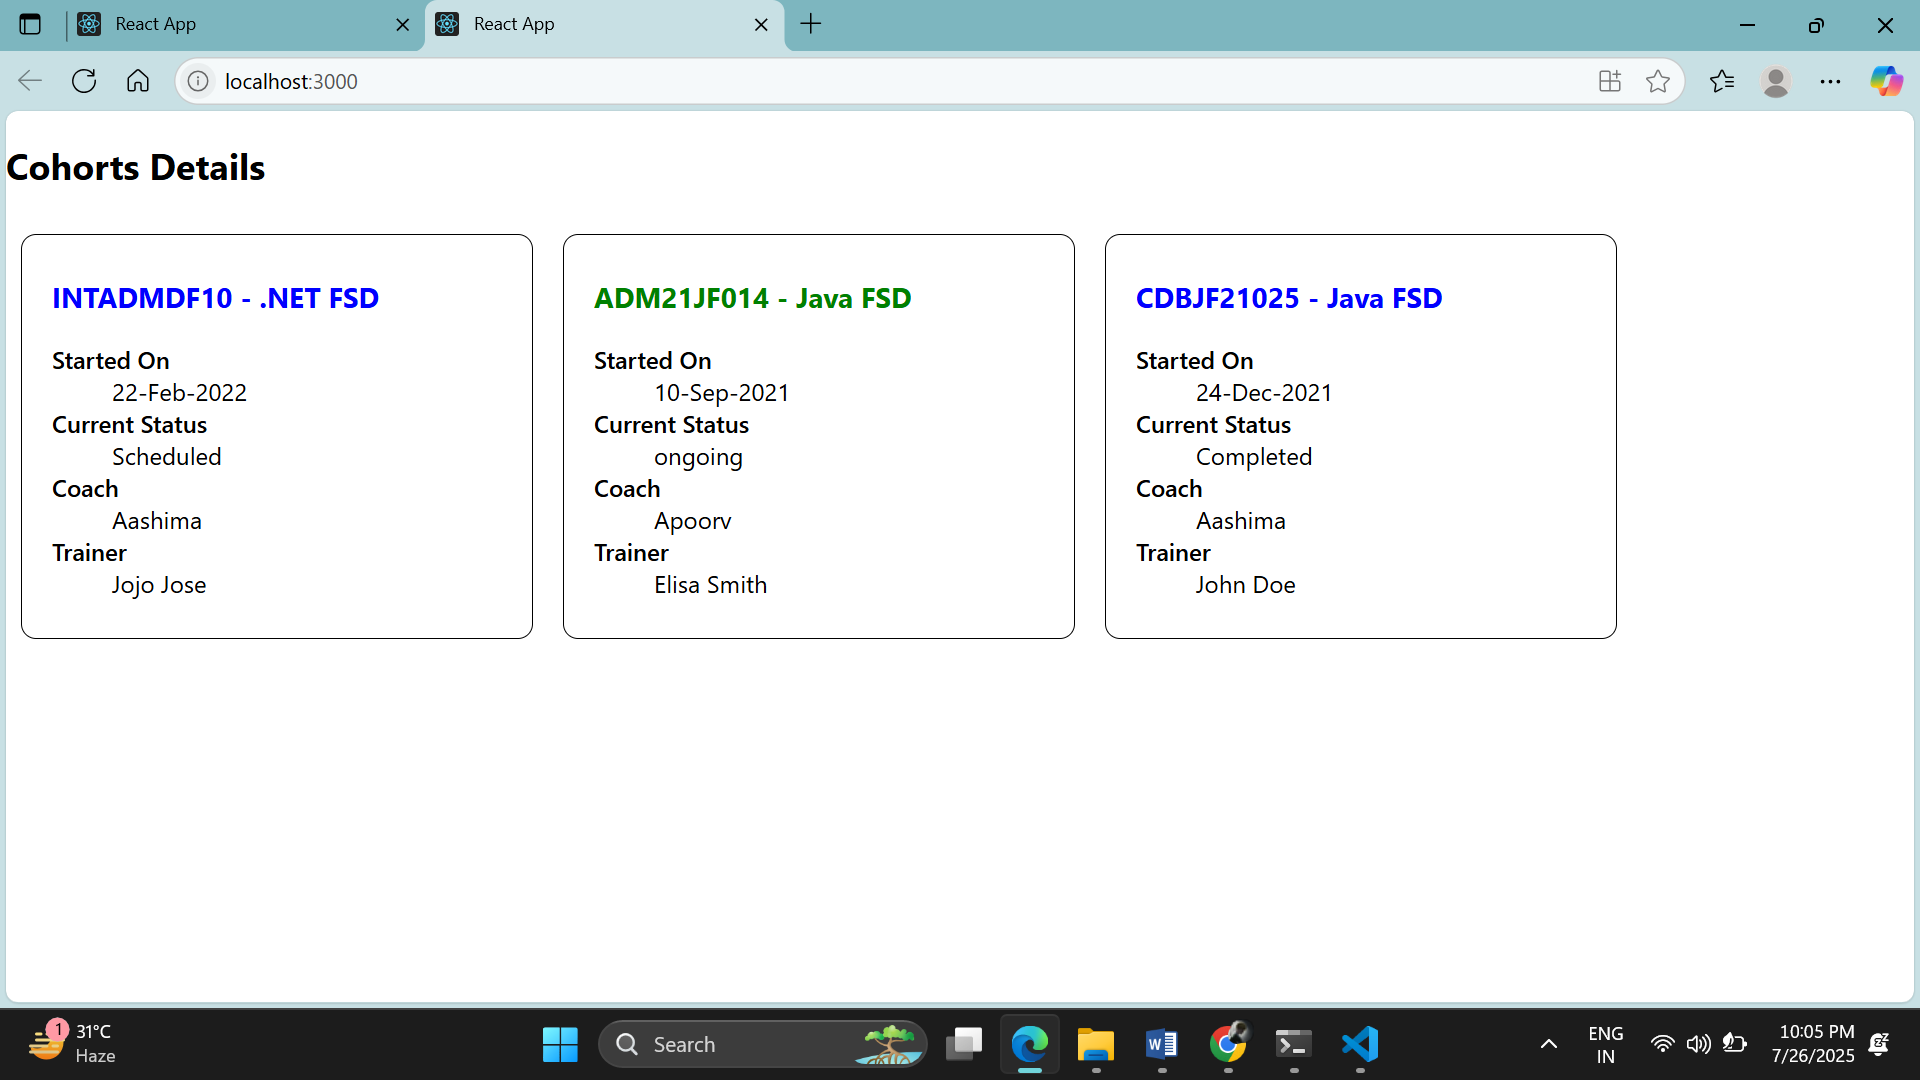 React App
React App
localhost:3000
Cohorts Details
INTADMDF10 - .NET FSD
Started On
22-Feb-2022
Current Status
Scheduled
Coach
Aashima
Trainer
Jojo Jose
ADM21JF014 - Java FSD
Started On
10-Sep-2021
Current Status
ongoing
Coach
Apoorv
Trainer
Elisa Smith
CDBJF21025 - Java FSD
Started On
24-Dec-2021
Current Status
Completed
Coach
Aashima
Trainer
John Doe
1
31°C
Haze
Search
W
ENG
IN
10:05 PM
7/26/2025